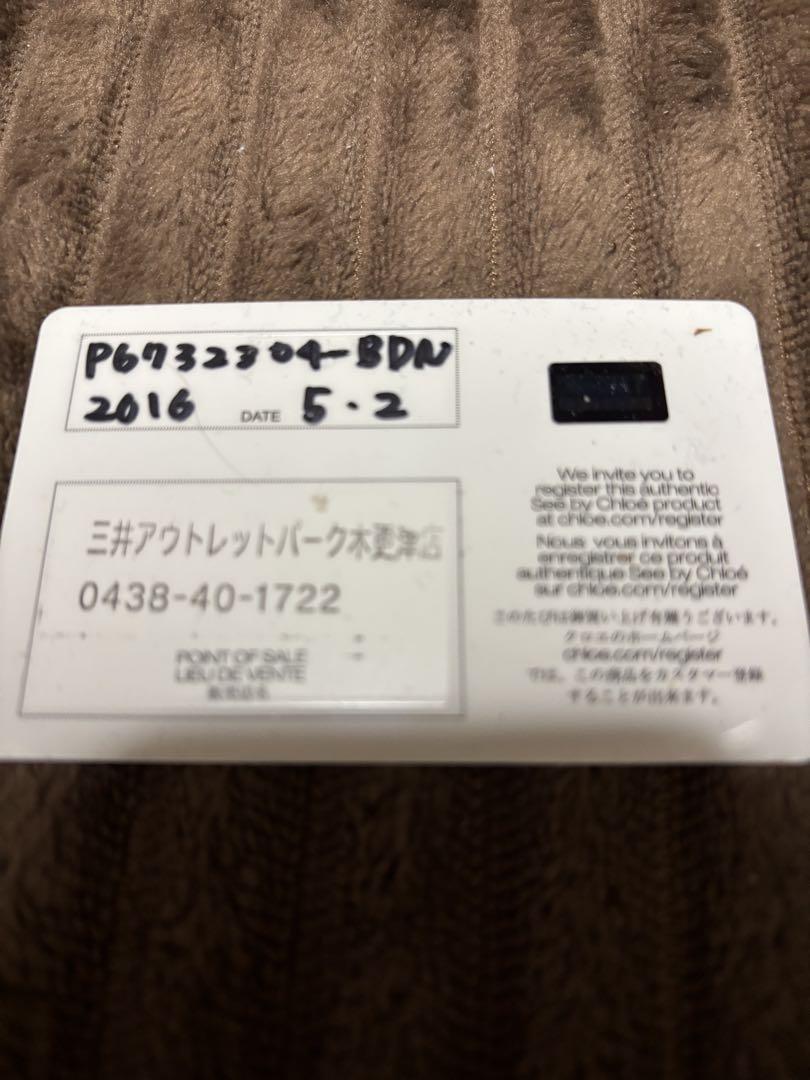 P6732304-BDN
2016 DATE 5.2
三井アウトレットパーク木更津店
0438-40-1722
POINT OF SALE
LIEU DE VENTE
販売店名
We invite you to
register this authentic
See by Chloé product
at chloe.com/register
Nous vous invitons à
enregistrer ce produit
authentique See by Chloé
sur chloe.com/register
このたびは御買い上げ有難うございます。
クロエのホームページ
chloe.com/register
では、この商品をカスタマー登録
することが出来ます。